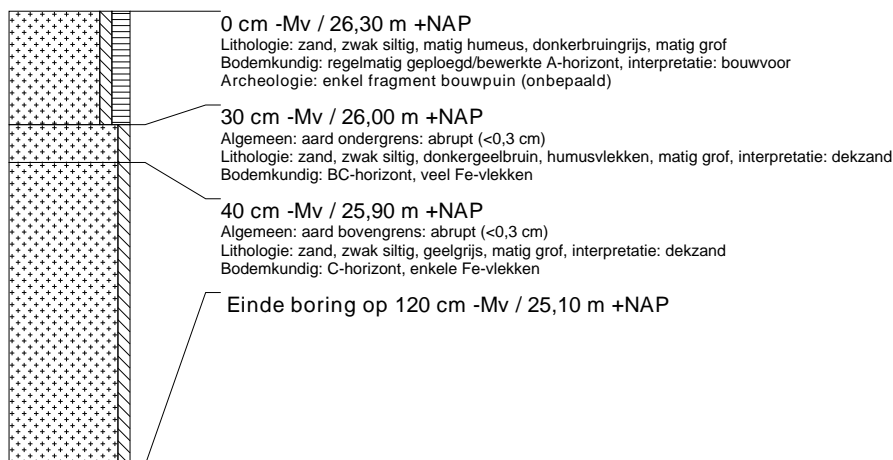 0 cm -Mv / 26,30 m +NAP
Lithologie: zand, zwak siltig, matig humeus, donkerbruingrijs, matig grof
Bodemkundig: regelmatig geploegd/bewerkte A-horizont, interpretatie: bouwvoor
Archeologie: enkel fragment bouwpuin (onbepaald)
30 cm -Mv / 26,00 m +NAP
Algemeen: aard ondergrens: abrupt (<0,3 cm)
Lithologie: zand, zwak siltig, donkergeelbruin, humusvlekken, matig grof, interpretatie: dekzand
Bodemkundig: BC-horizont, veel Fe-vlekken
40 cm -Mv / 25,90 m +NAP
Algemeen: aard bovengrens: abrupt (<0,3 cm)
Lithologie: zand, zwak siltig, geelgrijs, matig grof, interpretatie: dekzand
Bodemkundig: C-horizont, enkele Fe-vlekken
Einde boring op 120 cm -Mv / 25,10 m +NAP